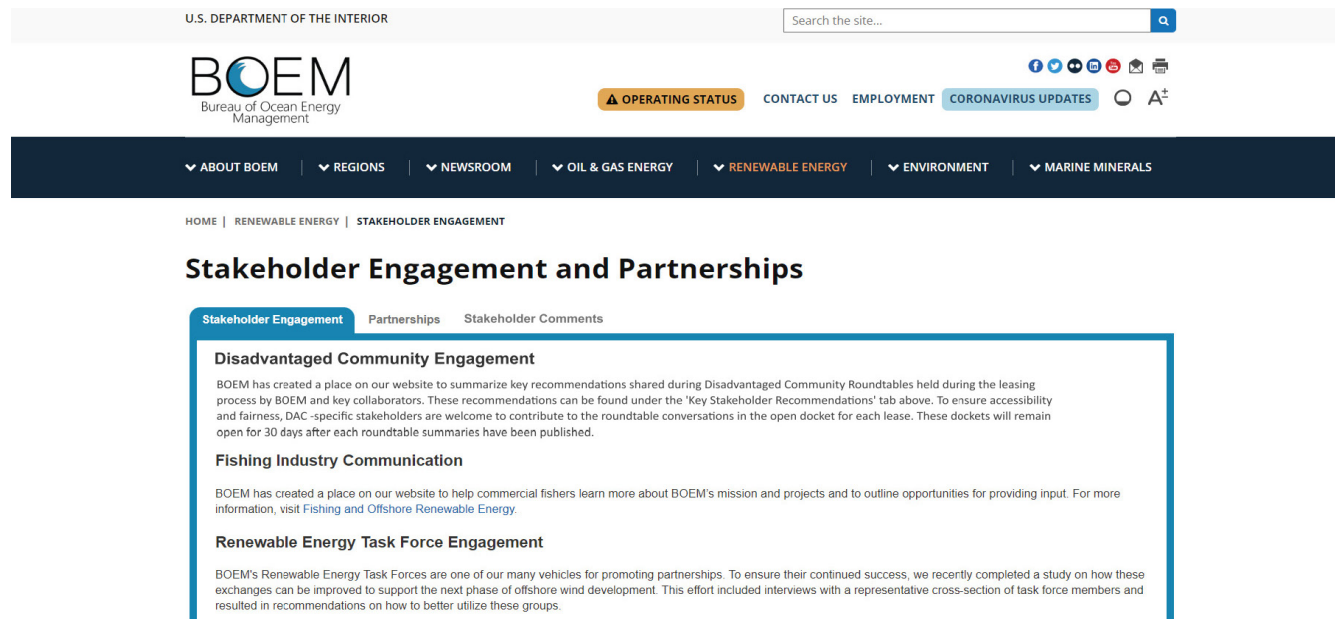 U.S. DEPARTMENT OF THE INTERIOR
Search the site...
BOEM
Bureau of Ocean Energy
Management
OPERATING STATUS
CONTACT US
EMPLOYMENT
CORONAVIRUS UPDATES
A±
ABOUT BOEM
REGIONS
NEWSROOM
OIL & GAS ENERGY
RENEWABLE ENERGY
ENVIRONMENT
MARINE MINERALS
HOME | RENEWABLE ENERGY | STAKEHOLDER ENGAGEMENT
Stakeholder Engagement and Partnerships
Stakeholder Engagement
Partnerships
Stakeholder Comments
Disadvantaged Community Engagement
BOEM has created a place on our website to summarize key recommendations shared during Disadvantaged Community Roundtables held during the leasing
process by BOEM and key collaborators. These recommendations can be found under the 'Key Stakeholder Recommendations' tab above. To ensure accessibility
and fairness, DAC -specific stakeholders are welcome to contribute to the roundtable conversations in the open docket for each lease. These dockets will remain
open for 30 days after each roundtable summaries have been published.
Fishing Industry Communication
BOEM has created a place on our website to help commercial fishers learn more about BOEM's mission and projects and to outline opportunities for providing input. For more
information, visit Fishing and Offshore Renewable Energy.
Renewable Energy Task Force Engagement
BOEM's Renewable Energy Task Forces are one of our many vehicles for promoting partnerships. To ensure their continued success, we recently completed a study on how these
exchanges can be improved to support the next phase of offshore wind development. This effort included interviews with a representative cross-section of task force members and
resulted in recommendations on how to better utilize these groups.